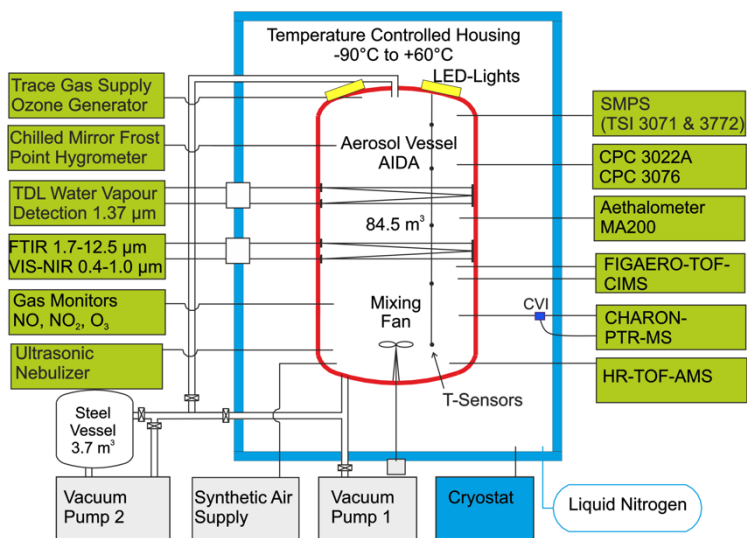 Temperature Controlled Housing
-90°C to +60°C
LED-Lights
Trace Gas Supply
Ozone Generator
Chilled Mirror Frost
Point Hygrometer
TDL Water Vapour
Detection 1.37 µm
FTIR 1.7-12.5 µm
VIS-NIR 0.4-1.0 µm
Gas Monitors
NO, NO₂, O₃
Ultrasonic
Nebulizer
Aerosol Vessel
AIDA
84.5 m³
Mixing
Fan
T-Sensors
CVI
SMPS
(TSI 3071 & 3772)
CPC 3022A
CPC 3076
Aethalometer
MA200
FIGAERO-TOF-
CIMS
CHARON-
PTR-MS
HR-TOF-AMS
Steel
Vessel
3.7 m³
Vacuum
Pump 2
Synthetic Air
Supply
Vacuum
Pump 1
Cryostat
Liquid Nitrogen